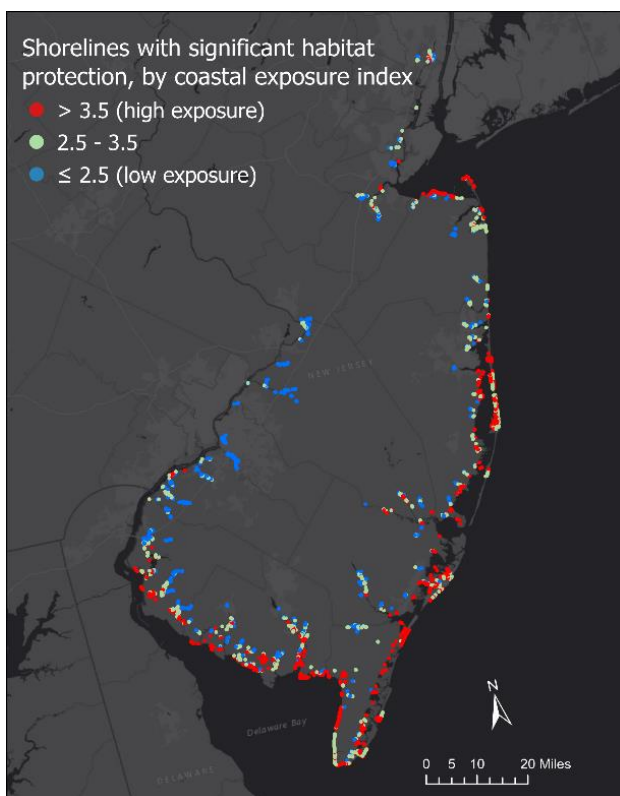 Shorelines with significant habitat
protection, by coastal exposure index
> 3.5 (high exposure)
2.5 - 3.5
≤ 2.5 (low exposure)
NEW JERSEY
Delaware Bay
DELAWARE
N
0 5 10 20 Miles